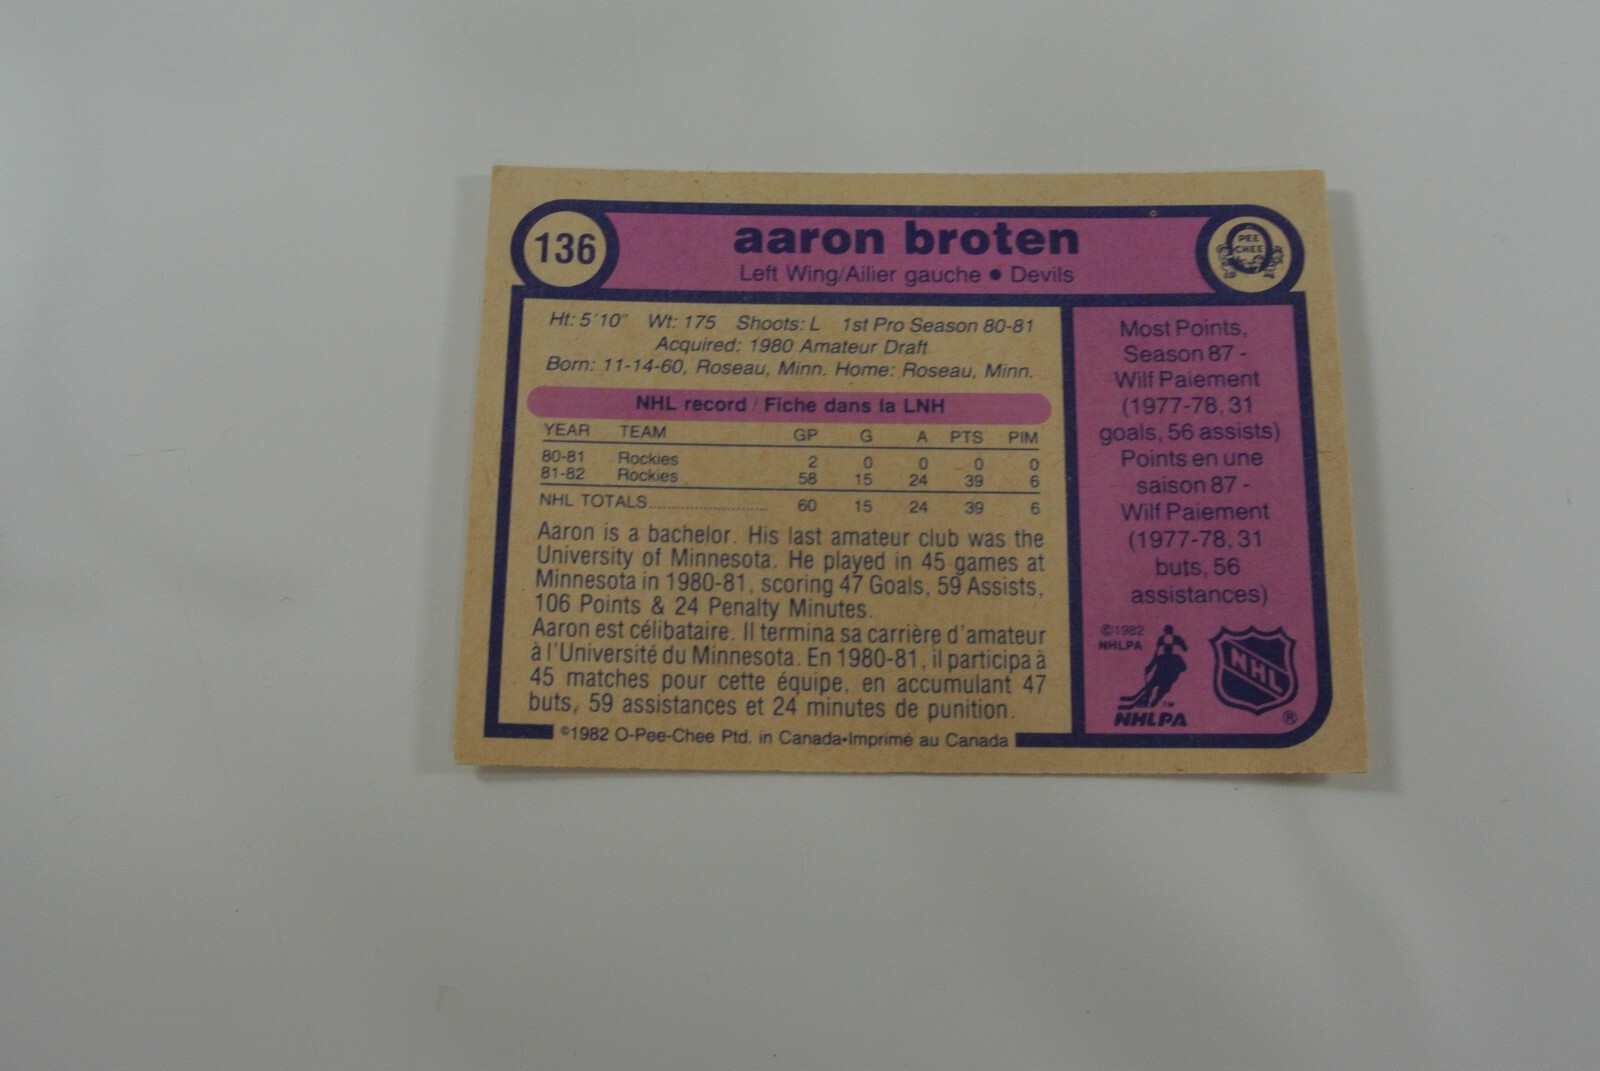 136
aaron broten
Left Wing/Ailier gauche • Devils
PEE
CHEE
Ht: 5'10" Wt: 175 Shoots: L 1st Pro Season 80-81
Acquired: 1980 Amateur Draft
Born: 11-14-60, Roseau, Minn. Home: Roseau, Minn.
NHL record / Fiche dans la LNH
YEAR TEAM GP G A PTS PIM
80-81 Rockies 2 0 0 0 0
81-82 Rockies 58 15 24 39 6
NHL TOTALS.......................... 60 15 24 39 6
Aaron is a bachelor. His last amateur club was the
University of Minnesota. He played in 45 games at
Minnesota in 1980-81, scoring 47 Goals, 59 Assists,
106 Points & 24 Penalty Minutes.
Aaron est célibataire. Il termina sa carrière d'amateur
à l'Université du Minnesota. En 1980-81, il participa à
45 matches pour cette équipe, en accumulant 47
buts, 59 assistances et 24 minutes de punition.
©1982 O-Pee-Chee Ptd. in Canada•Imprimé au Canada
Most Points,
Season 87 -
Wilf Paiement
(1977-78, 31
goals, 56 assists)
Points en une
saison 87 -
Wilf Paiement
(1977-78, 31
buts, 56
assistances)
©1982
NHLPA
TM
NHLPA
NHL
®